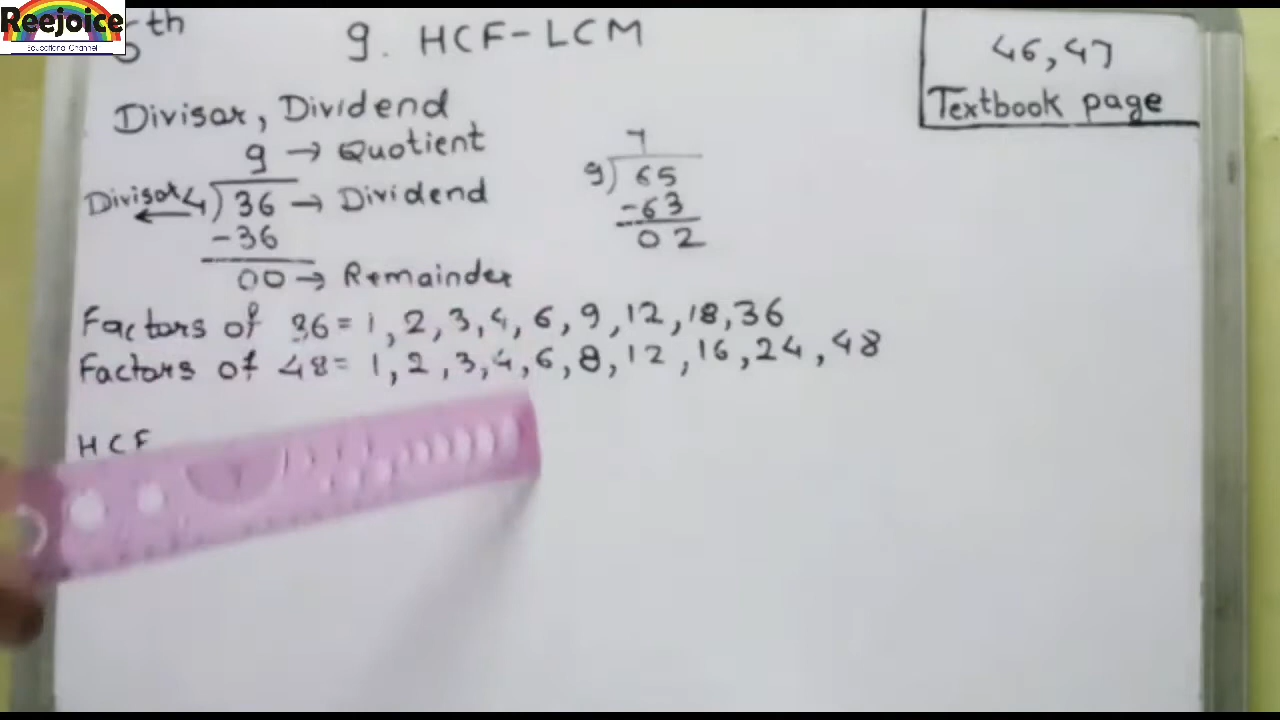 Reejoice
Educational Channel
th
9. HCF-LCM
46,47
Textbook page
Divisor, Dividend
9 → Quotient
Divisor 4)36 → Dividend
-36
00 → Remainder
7
9)65
-63
02
Factors of 36 = 1, 2, 3, 4, 6, 9, 12, 18, 36
Factors of 48 = 1, 2, 3, 4, 6, 8, 12, 16, 24, 48
HCF